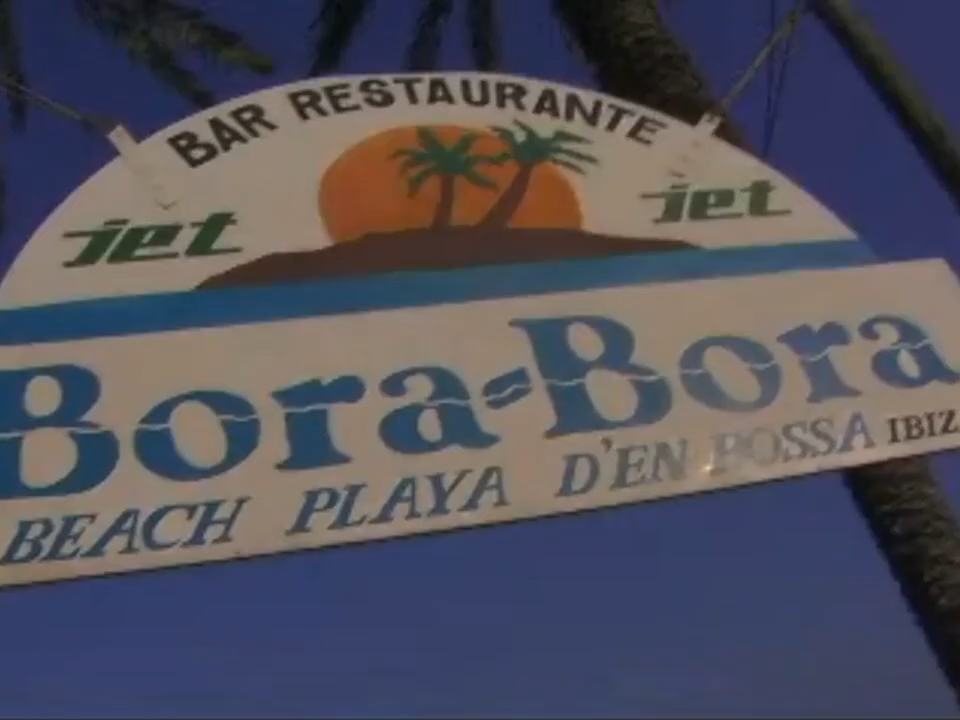 BAR RESTAURANTE
jet jet
Bora-Bora
BEACH PLAYA D'EN BOSSA IBIZ